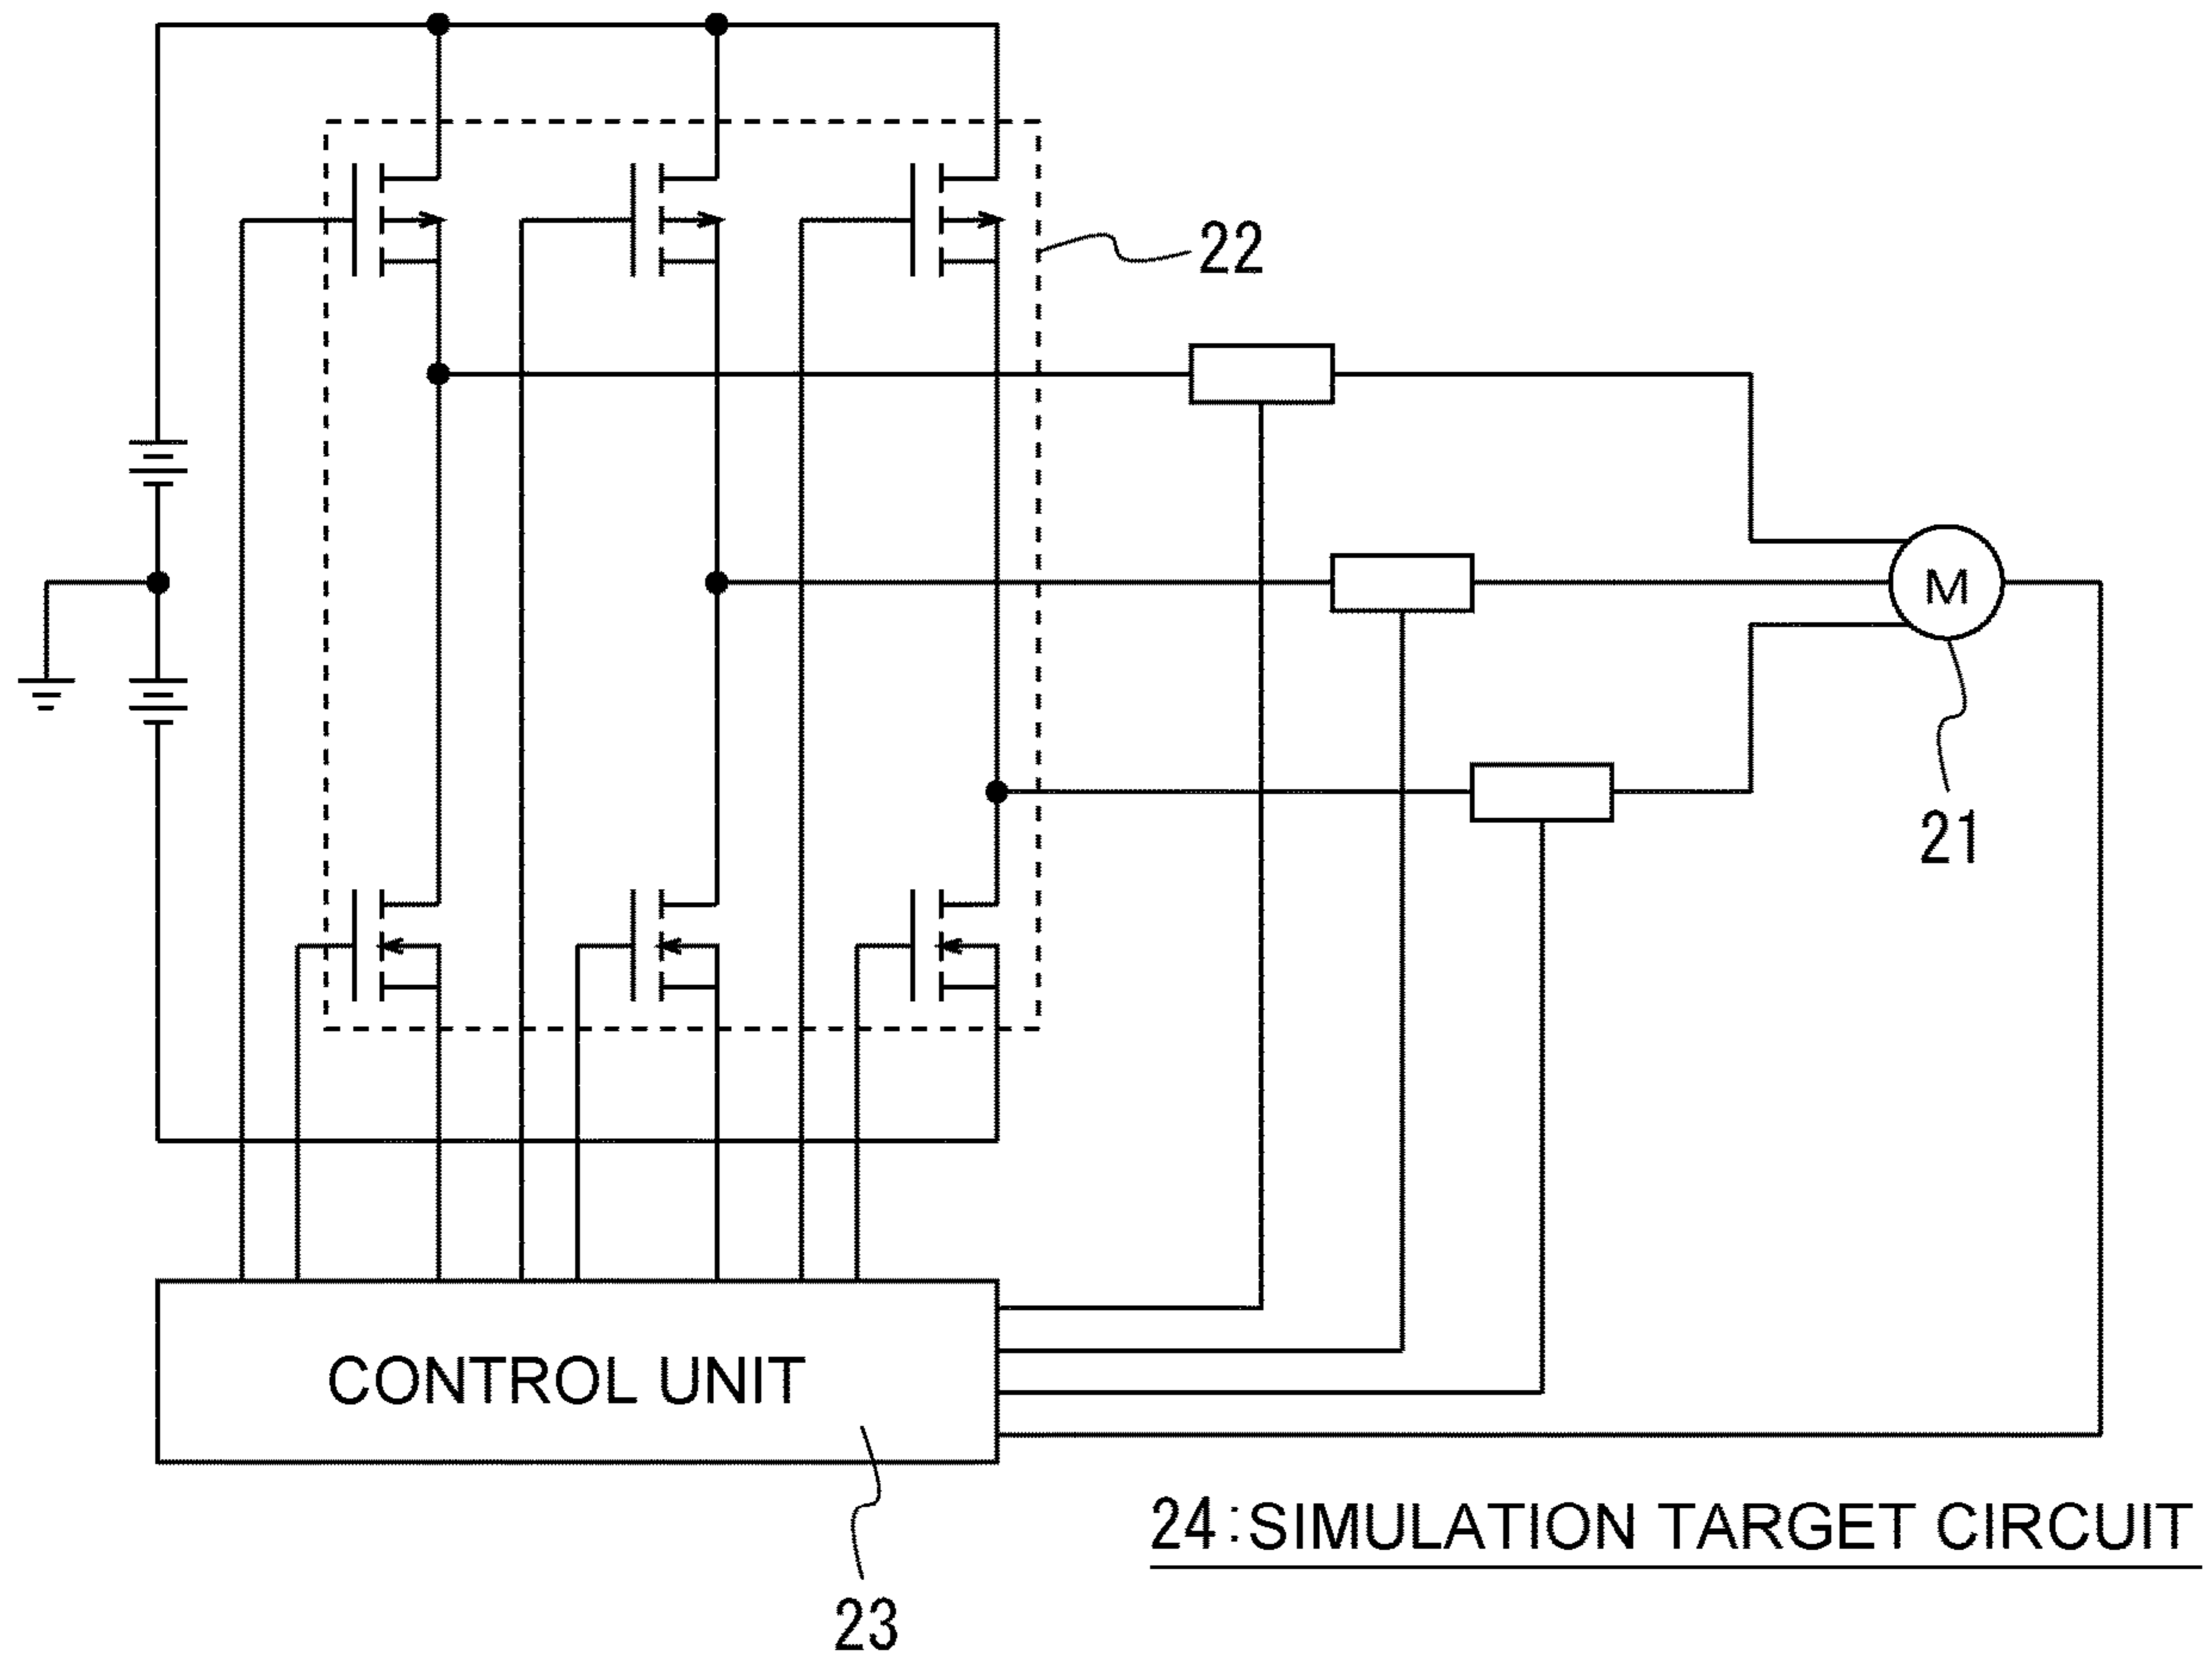 22
M
21
CONTROL UNIT
24:SIMULATION TARGET CIRCUIT
23